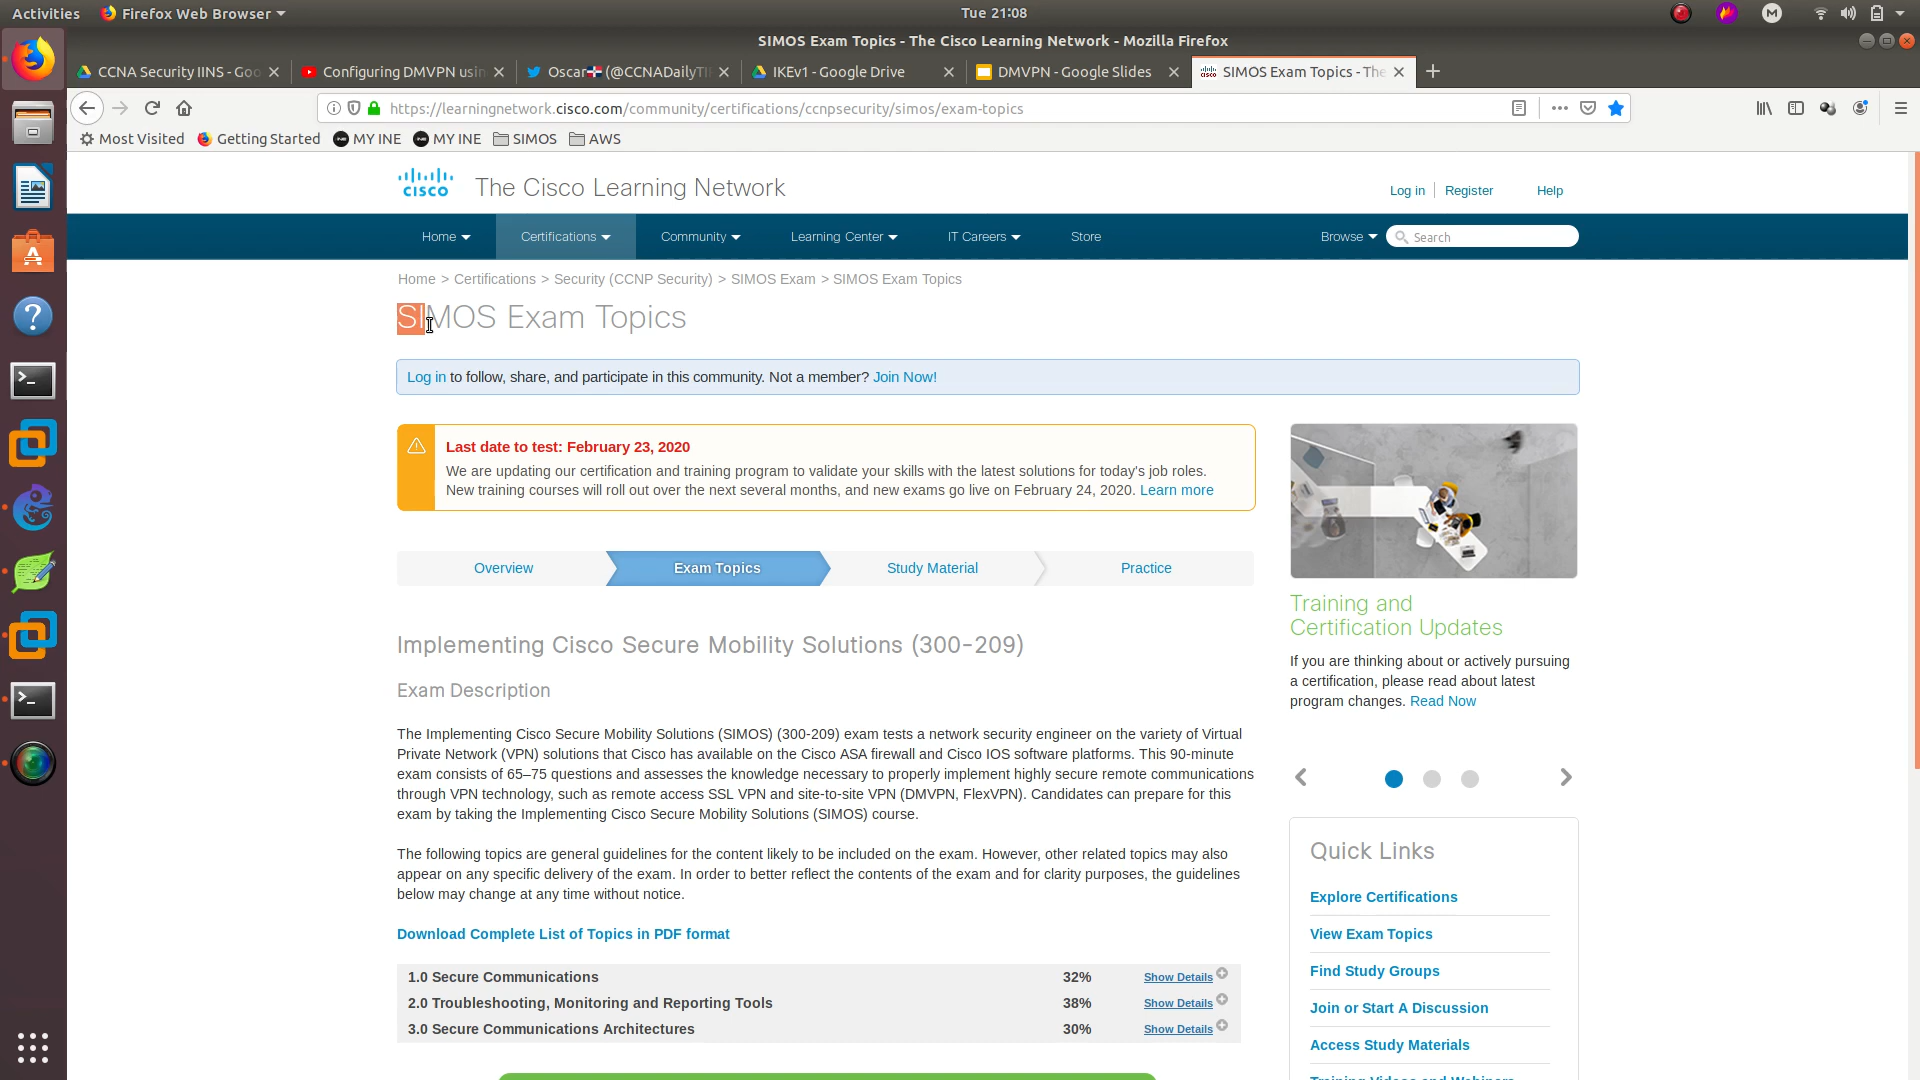 Activities
Firefox Web Browser
Tue 21:08
SIMOS Exam Topics - The Cisco Learning Network - Mozilla Firefox
CCNA Security IINS - Goo
Configuring DMVPN usin
Oscar🇩🇴 (@CCNADailyTI
IKEv1 - Google Drive
DMVPN - Google Slides
SIMOS Exam Topics - The
https://learningnetwork.cisco.com/community/certifications/ccnpsecurity/simos/exam-topics
Most Visited
Getting Started
MY INE
MY INE
SIMOS
AWS
CISCO
The Cisco Learning Network
Log in
Register
Help
Home
Certifications
Community
Learning Center
IT Careers
Store
Browse
Search
Home > Certifications > Security (CCNP Security) > SIMOS Exam > SIMOS Exam Topics
SIMOS Exam Topics
Log in to follow, share, and participate in this community. Not a member? Join Now!
Last date to test: February 23, 2020
We are updating our certification and training program to validate your skills with the latest solutions for today's job roles.
New training courses will roll out over the next several months, and new exams go live on February 24, 2020. Learn more
Overview
Exam Topics
Study Material
Practice
Implementing Cisco Secure Mobility Solutions (300-209)
Exam Description
The Implementing Cisco Secure Mobility Solutions (SIMOS) (300-209) exam tests a network security engineer on the variety of Virtual
Private Network (VPN) solutions that Cisco has available on the Cisco ASA firewall and Cisco IOS software platforms. This 90-minute
exam consists of 65–75 questions and assesses the knowledge necessary to properly implement highly secure remote communications
through VPN technology, such as remote access SSL VPN and site-to-site VPN (DMVPN, FlexVPN). Candidates can prepare for this
exam by taking the Implementing Cisco Secure Mobility Solutions (SIMOS) course.
The following topics are general guidelines for the content likely to be included on the exam. However, other related topics may also
appear on any specific delivery of the exam. In order to better reflect the contents of the exam and for clarity purposes, the guidelines
below may change at any time without notice.
Download Complete List of Topics in PDF format
1.0 Secure Communications 32% Show Details
2.0 Troubleshooting, Monitoring and Reporting Tools 38% Show Details
3.0 Secure Communications Architectures 30% Show Details
Training and
Certification Updates
If you are thinking about or actively pursuing
a certification, please read about latest
program changes. Read Now
Quick Links
Explore Certifications
View Exam Topics
Find Study Groups
Join or Start A Discussion
Access Study Materials
Training Videos and Webinars